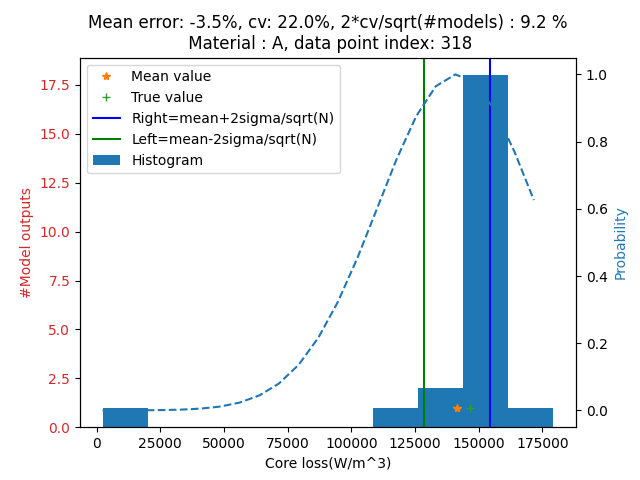 Mean error: -3.5%, cv: 22.0%, 2*cv/sqrt(#models) : 9.2 %
Material : A, data point index: 318
Mean value
True value
Right=mean+2sigma/sqrt(N)
Left=mean-2sigma/sqrt(N)
Histogram
17.5
15.0
12.5
10.0
7.5
5.0
2.5
0.0
#Model outputs
1.0
0.8
0.6
0.4
0.2
0.0
Probability
0 25000 50000 75000 100000 125000 150000 175000
Core loss(W/m^3)